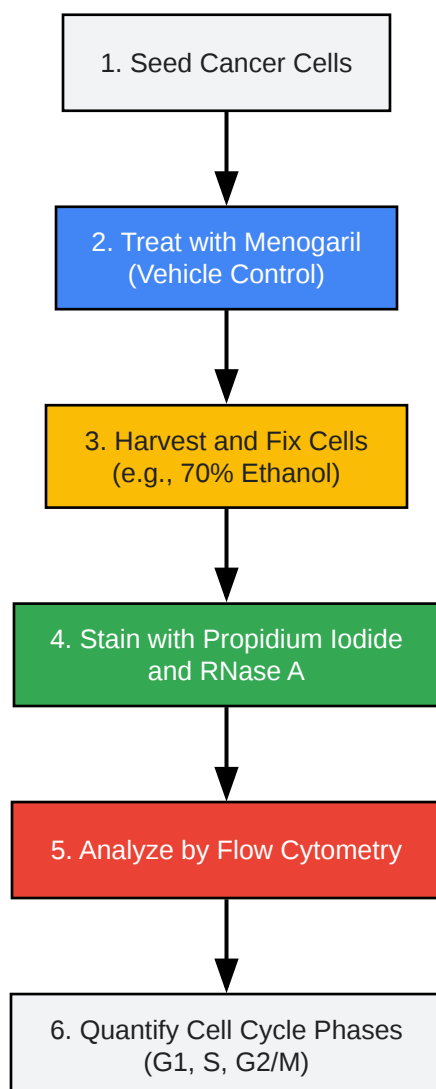 1. Seed Cancer Cells
2. Treat with Menogaril
(Vehicle Control)
3. Harvest and Fix Cells
(e.g., 70% Ethanol)
4. Stain with Propidium Iodide
and RNase A
5. Analyze by Flow Cytometry
6. Quantify Cell Cycle Phases
(G1, S, G2/M)